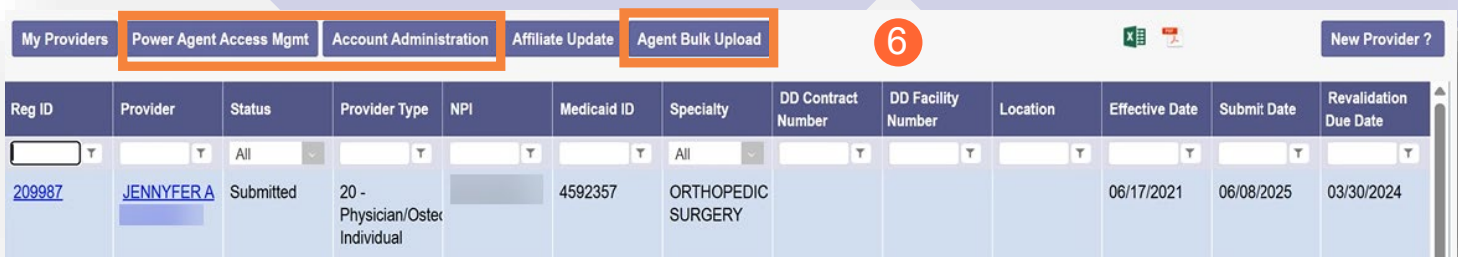 My Providers Power Agent Access Mgmt Account Administration Affiliate Update Agent Bulk Upload 6 New Provider ?
Reg ID Provider Status Provider Type NPI Medicaid ID Specialty DD Contract Number DD Facility Number Location Effective Date Submit Date Revalidation Due Date
All All
209987 JENNYFER A Submitted 20 - 4592357 ORTHOPEDIC 06/17/2021 06/08/2025 03/30/2024
Physician/Osteo SURGERY
Individual